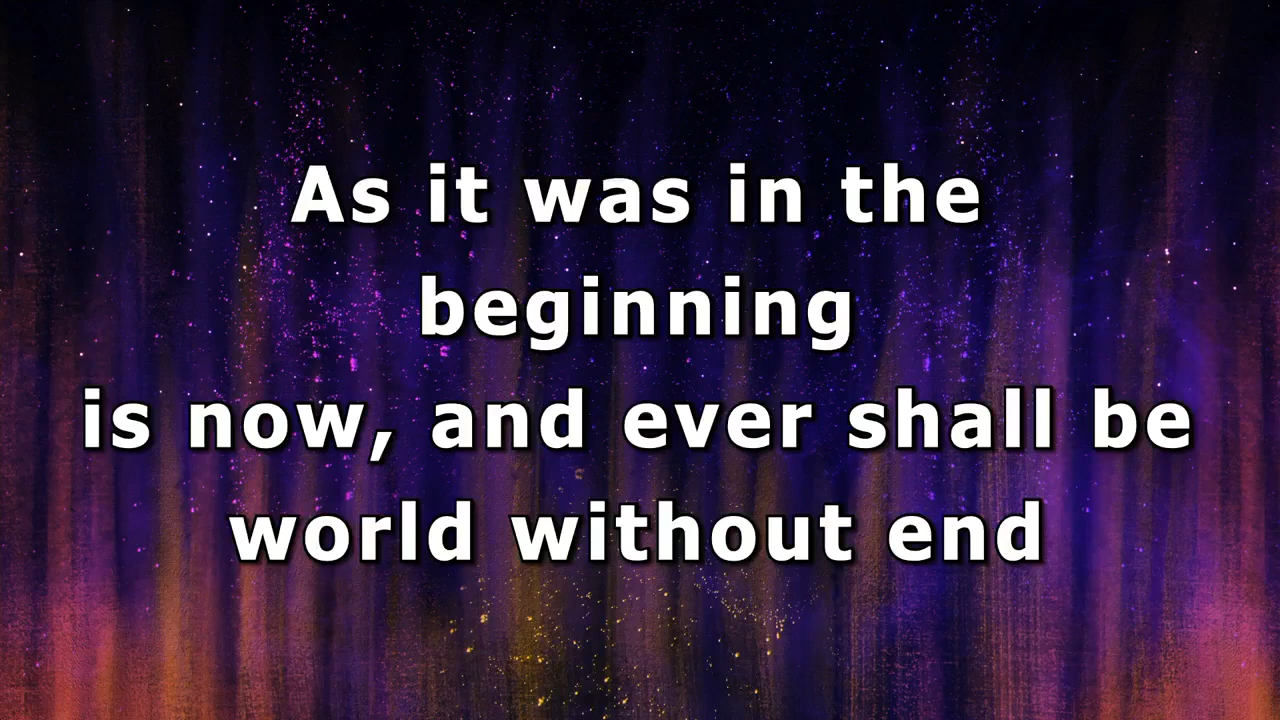 As it was in the
beginning
is now, and ever shall be
world without end